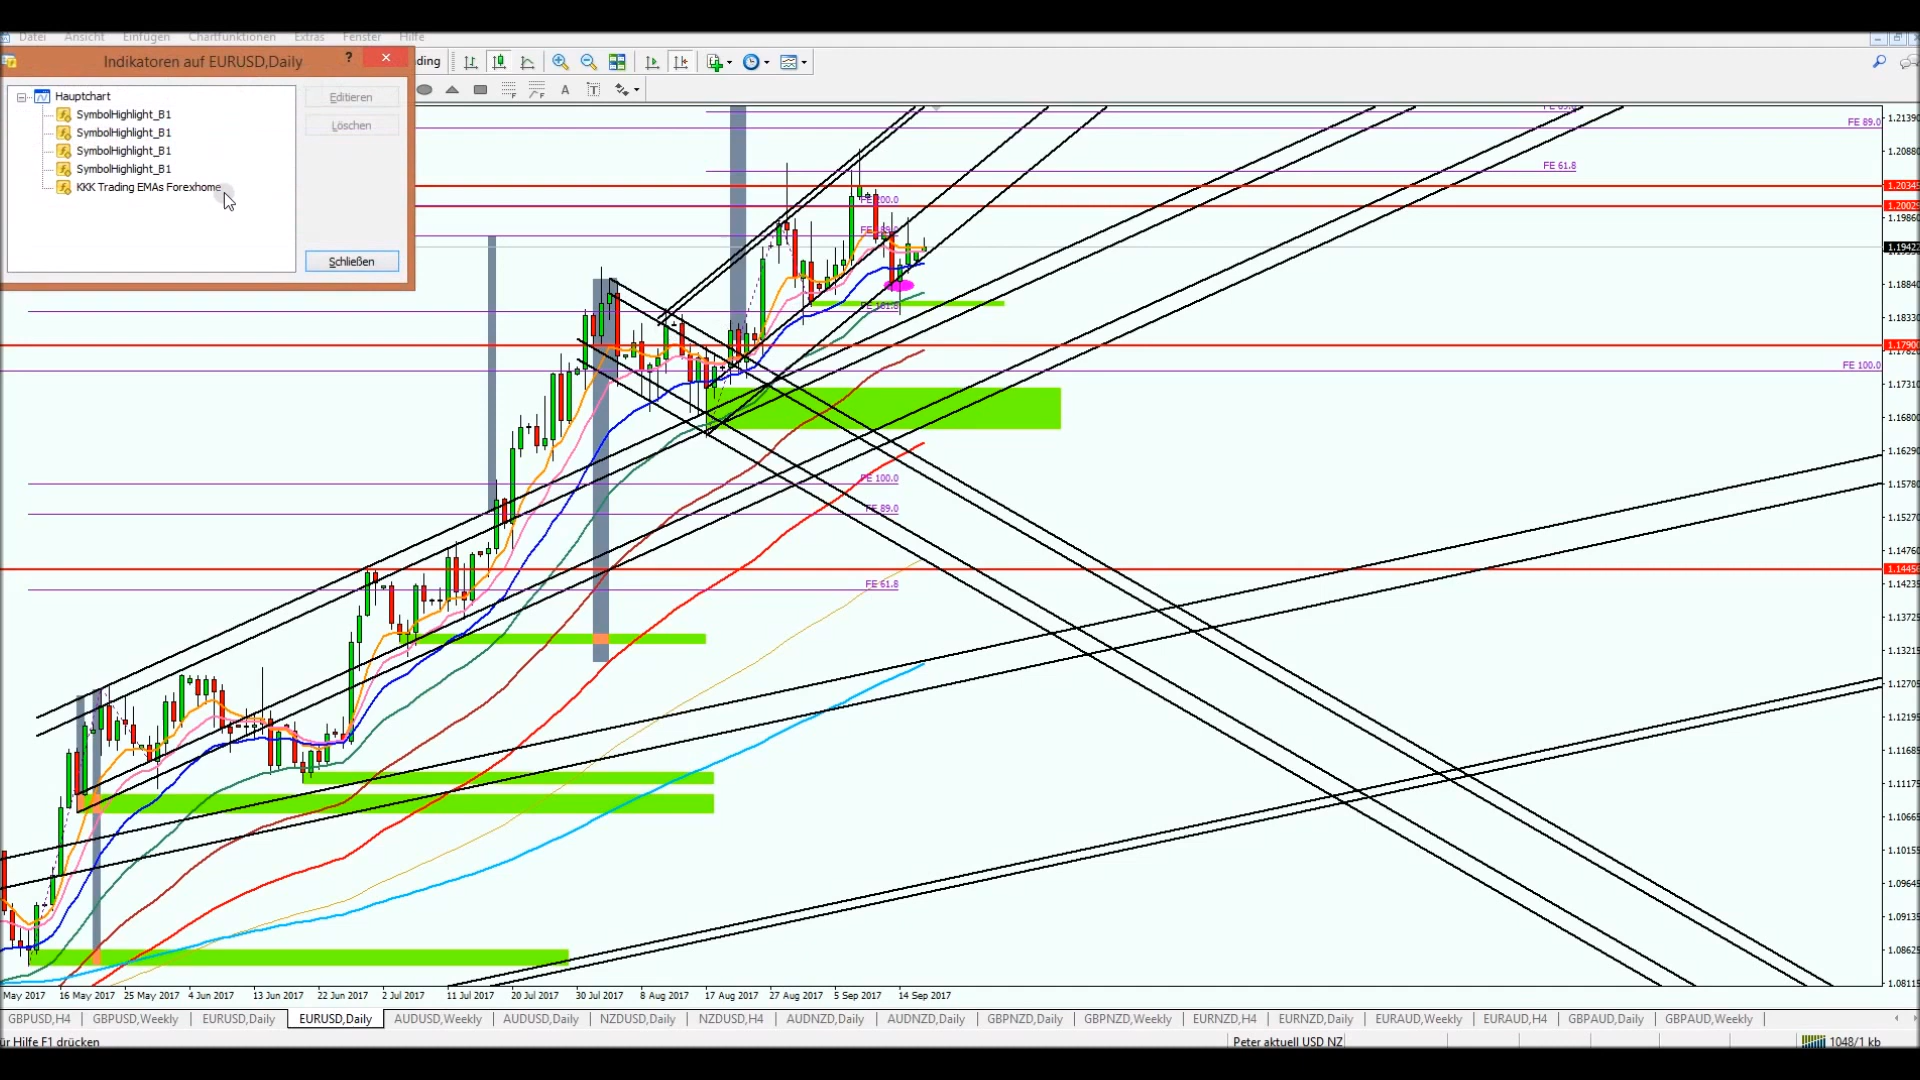 Datei Ansicht Einfügen Chartfunktionen Extras Fenster Hilfe
Indikatoren auf EURUSD,Daily ?
Hauptchart
SymbolHighlight_B1
SymbolHighlight_B1
SymbolHighlight_B1
SymbolHighlight_B1
KKK Trading EMAs Forexhome
Editieren
Löschen
Schließen
ding
A T
1.21390
FE 89.0
1.20880
FE 61.8
1.20345
FE 200.0
1.20025
1.19860
1.19423
1.18840
FE 161.8
1.18330
1.17900
FE 100.0
1.17310
1.16800
1.16290
FE 100.0
1.15780
FE 89.0
1.15270
1.14760
1.14456
FE 61.8
1.14235
1.13725
1.13215
1.12705
1.12195
1.11685
1.11175
1.10665
1.10155
1.09645
1.09135
1.08625
1.08115
May 2017 16 May 2017 25 May 2017 4 Jun 2017 13 Jun 2017 22 Jun 2017 2 Jul 2017 11 Jul 2017 20 Jul 2017 30 Jul 2017 8 Aug 2017 17 Aug 2017 27 Aug 2017 5 Sep 2017 14 Sep 2017
GBPUSD,H4 GBPUSD,Weekly EURUSD,Daily EURUSD,Daily AUDUSD,Weekly AUDUSD,Daily NZDUSD,Daily NZDUSD,H4 AUDNZD,Daily AUDNZD,Daily GBPNZD,Daily GBPNZD,Weekly EURNZD,H4 EURNZD,Daily EURAUD,Weekly EURAUD,H4 GBPAUD,Daily GBPAUD,Weekly
ür Hilfe F1 drücken
Peter aktuell USD NZ
1048/1 kb